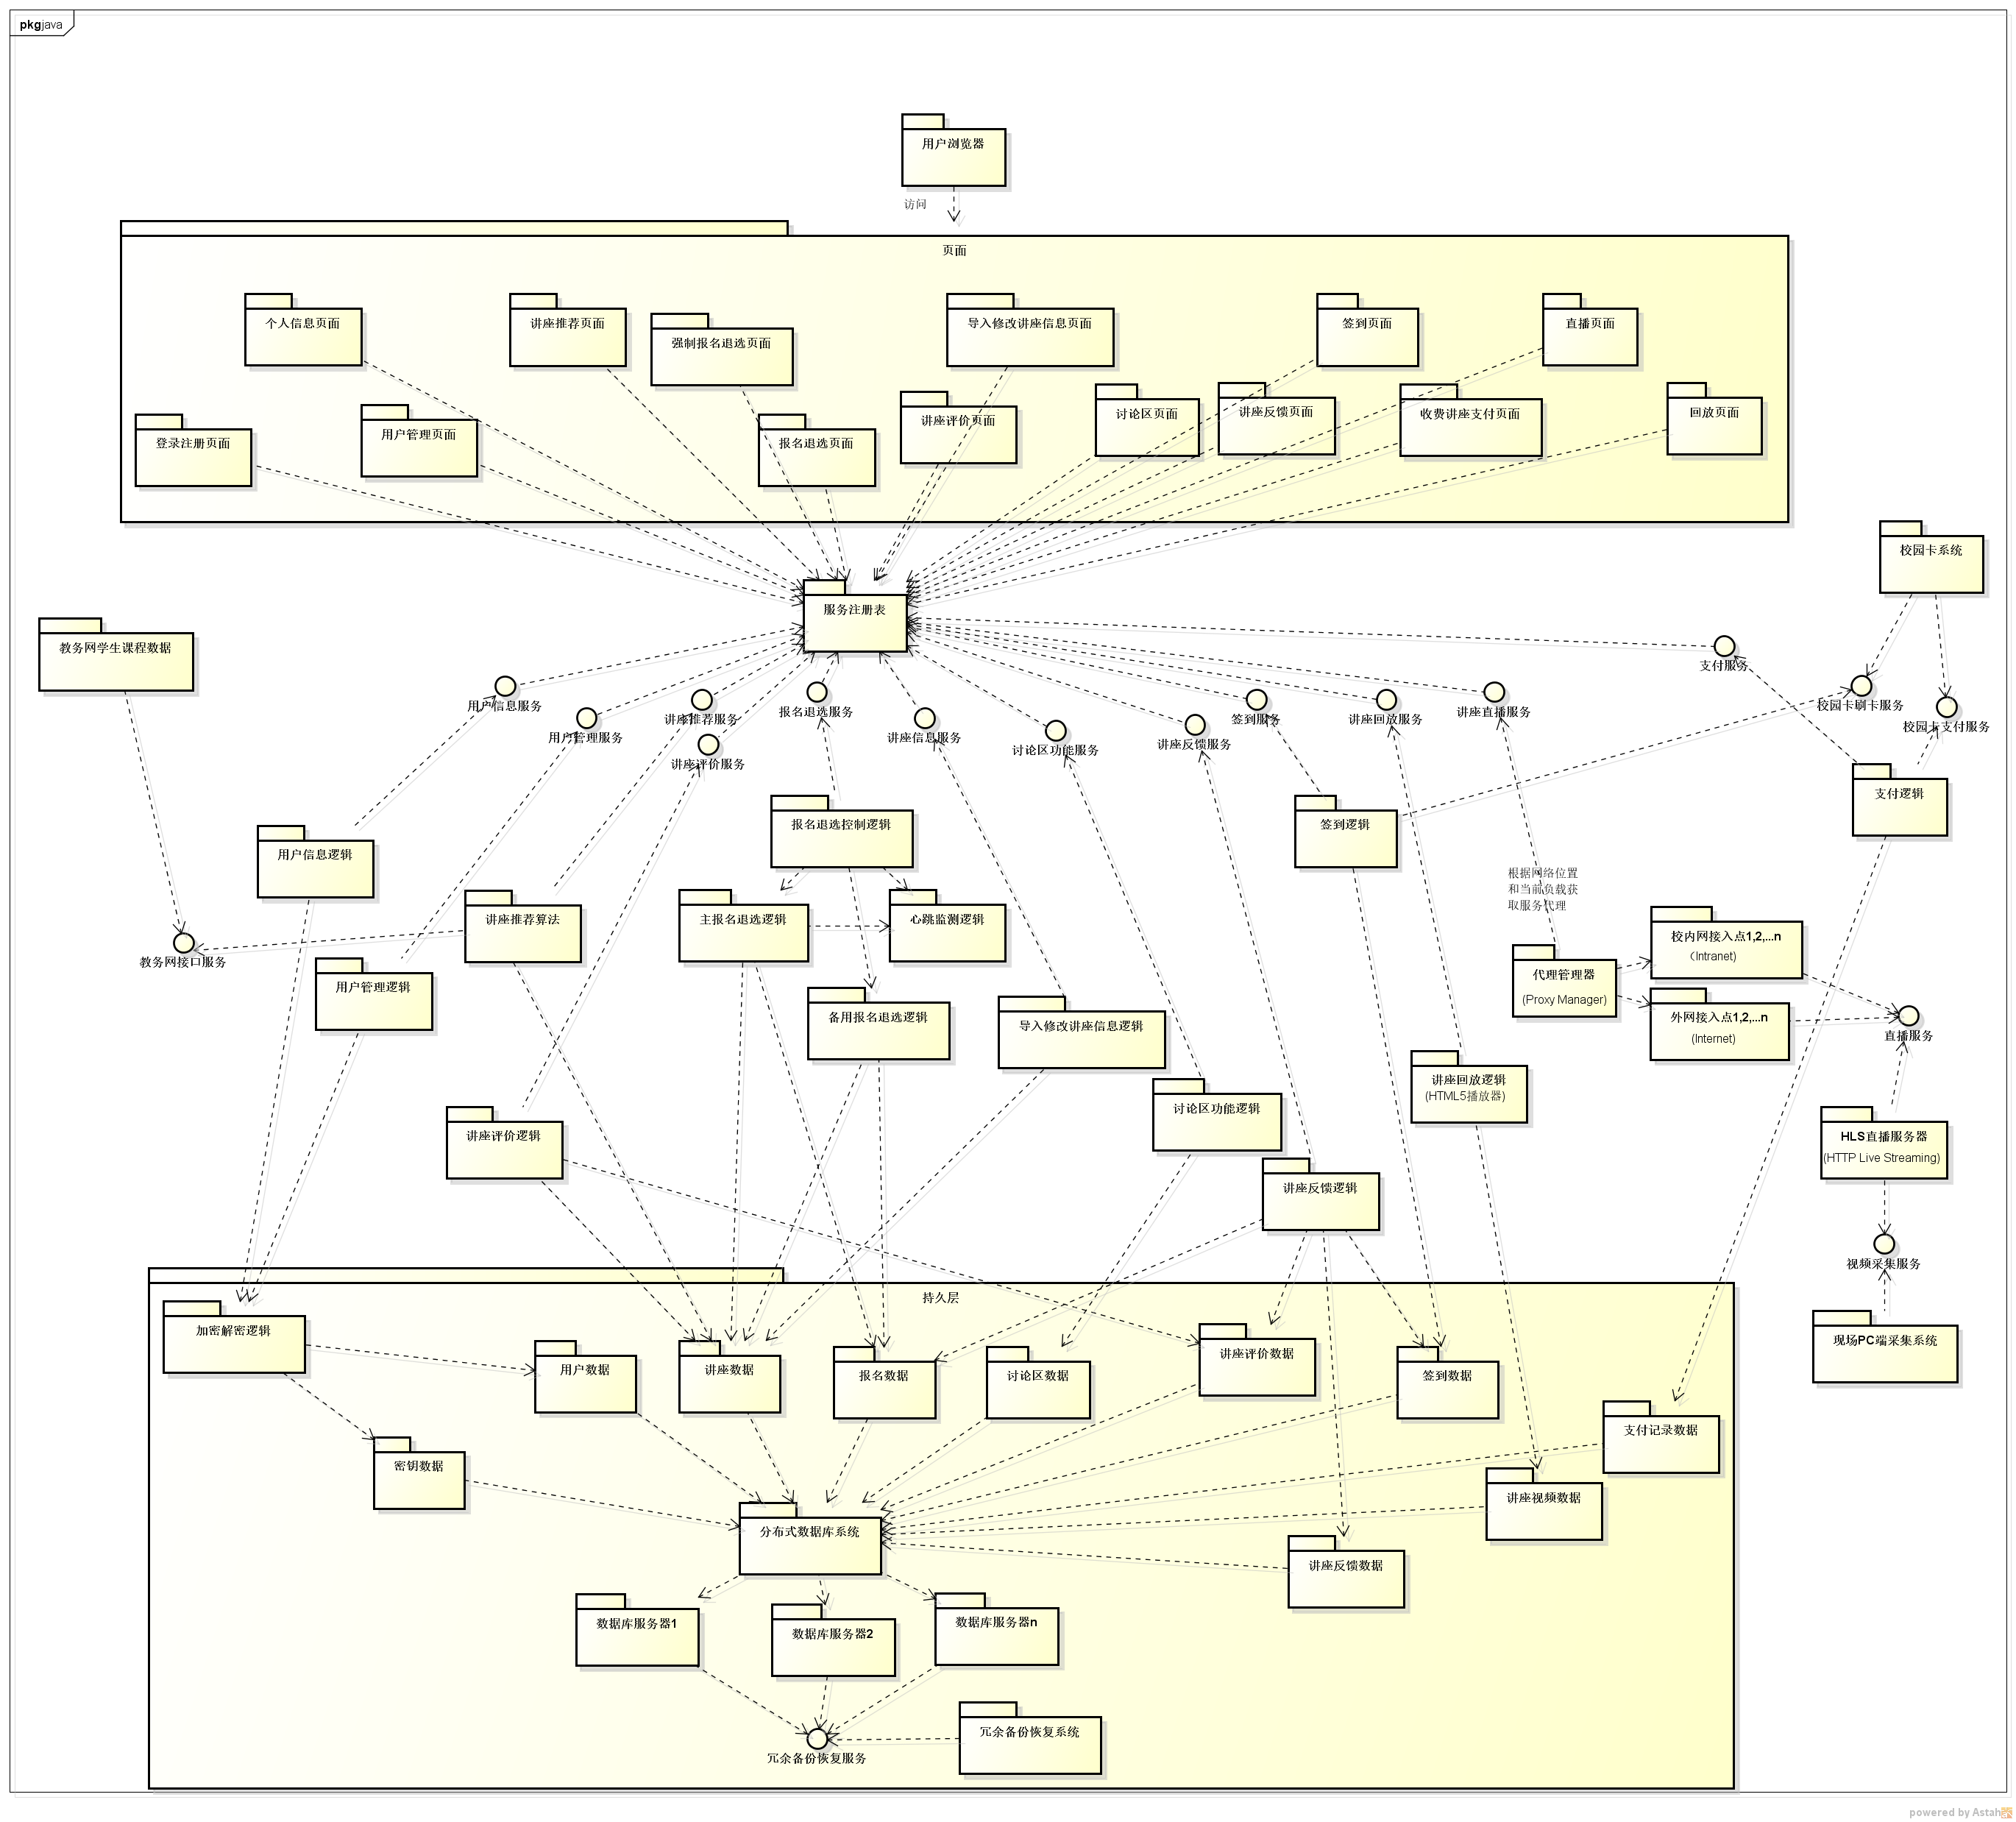 pkg java
用户浏览器
访问
页面
个人信息页面
讲座推荐页面
强制报名退选页面
导入修改讲座信息页面
签到页面
直播页面
登录注册页面
用户管理页面
报名退选页面
讲座评价页面
讨论区页面
讲座反馈页面
收费讲座支付页面
回放页面
校园卡系统
服务注册表
教务网学生课程数据
支付服务
用户信息服务
用户管理服务
讲座推荐服务
讲座评价服务
报名退选服务
讲座信息服务
讨论区功能服务
讲座反馈服务
签到服务
讲座回放服务
讲座直播服务
校园卡刷卡服务
校园卡支付服务
支付逻辑
报名退选控制逻辑
签到逻辑
用户信息逻辑
根据网络位置
和当前负载获
取服务代理
讲座推荐算法
主报名退选逻辑
心跳监测逻辑
教务网接口服务
用户管理逻辑
备用报名退选逻辑
导入修改讲座信息逻辑
代理管理器
(Proxy Manager)
校内网接入点1,2,...n
（Intranet)
外网接入点1,2,...n
(Internet)
直播服务
讲座回放逻辑
(HTML5播放器)
讲座评价逻辑
讨论区功能逻辑
HLS直播服务器
(HTTP Live Streaming)
讲座反馈逻辑
视频采集服务
现场PC端采集系统
持久层
加密解密逻辑
用户数据
讲座数据
报名数据
讨论区数据
讲座评价数据
签到数据
支付记录数据
密钥数据
讲座视频数据
分布式数据库系统
讲座反馈数据
数据库服务器1
数据库服务器2
数据库服务器n
冗余备份恢复系统
冗余备份恢复服务
powered by Astah